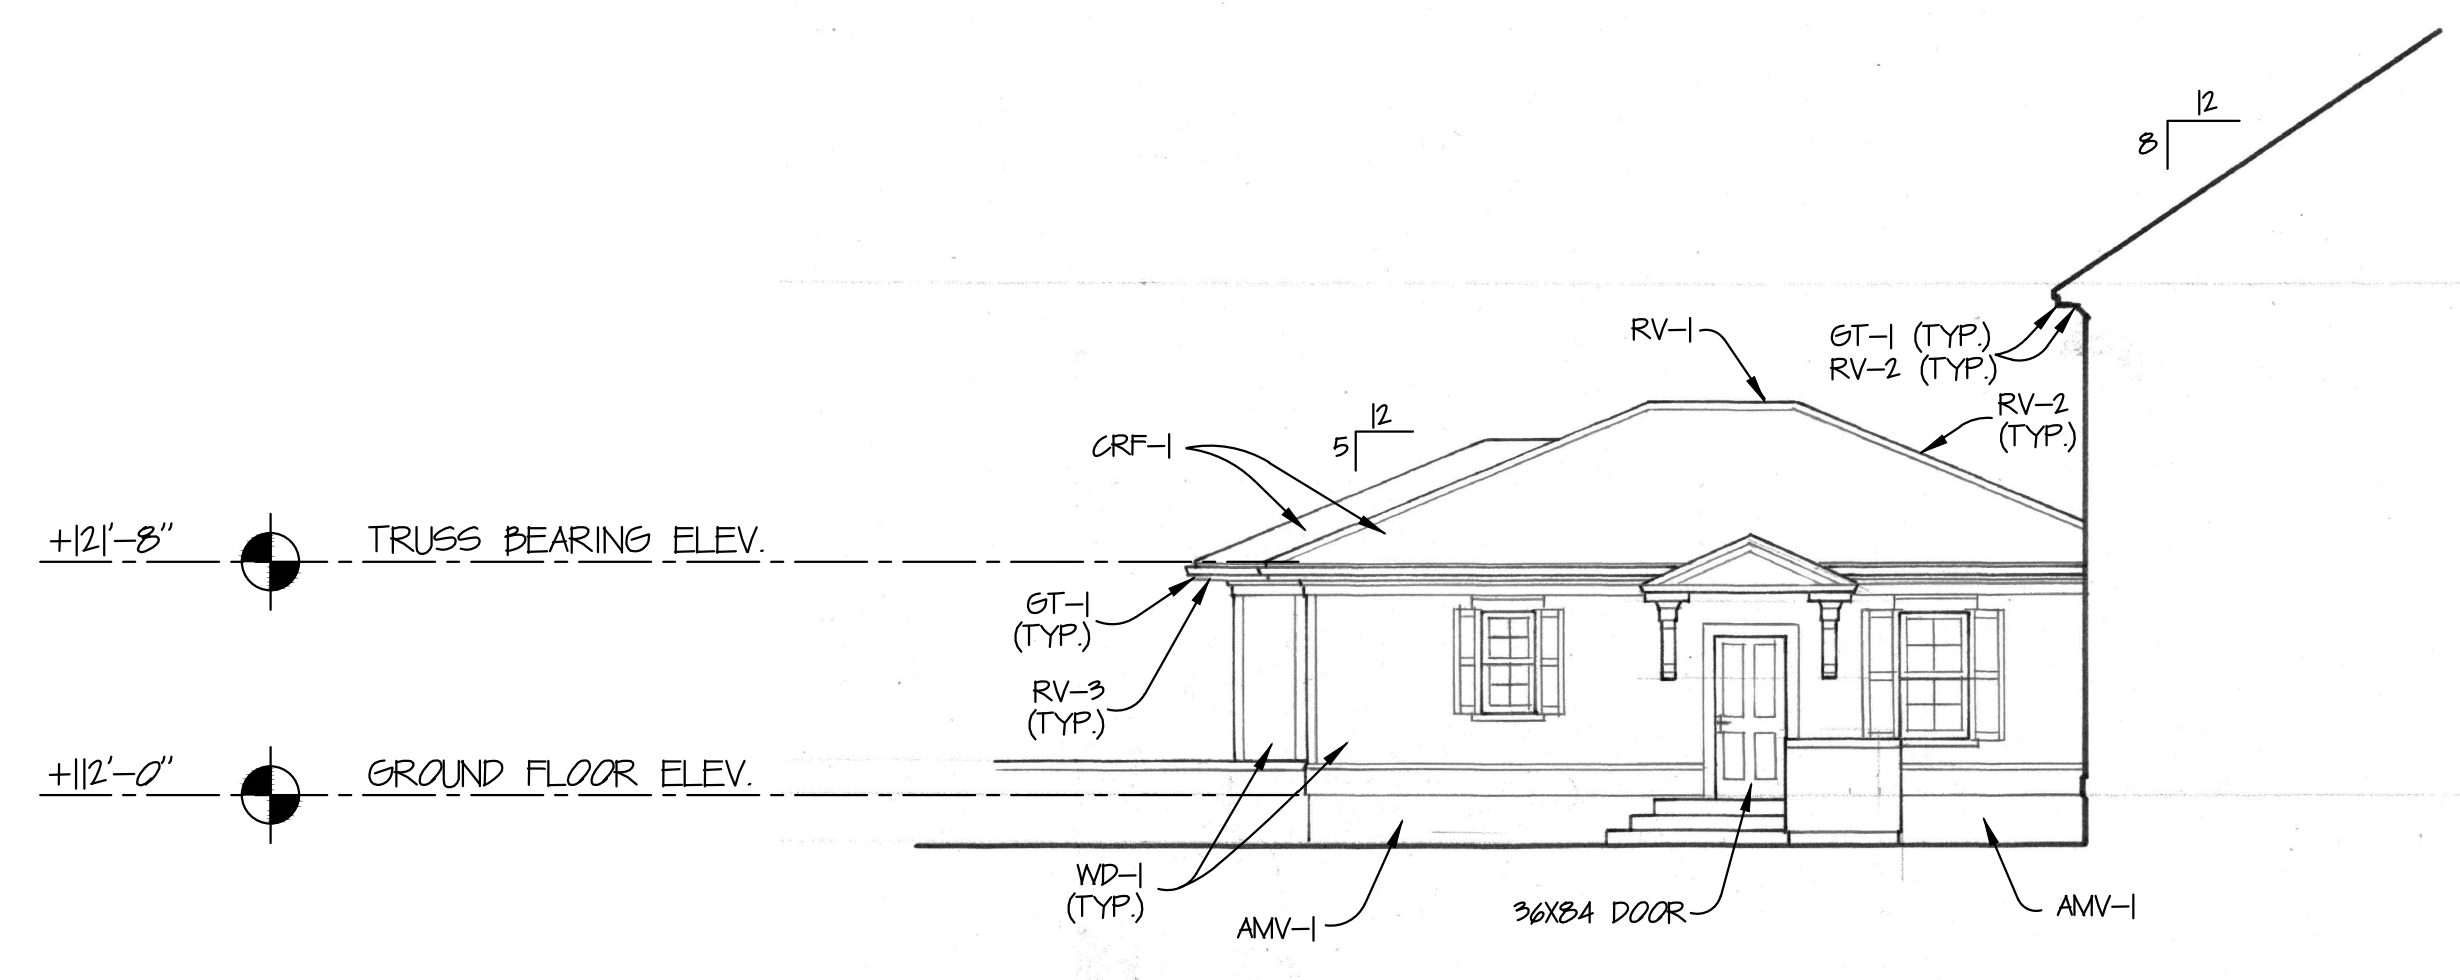 12
8
RV-1
GT-1 (TYP.)
RV-2 (TYP.)
RV-2
(TYP.)
12
5
CRF-1
+121'-8"
TRUSS BEARING ELEV.
GT-1
(TYP.)
RV-3
(TYP.)
+112'-0"
GROUND FLOOR ELEV.
WD-1
(TYP.)
AMV-1
36X84 DOOR
AMV-1